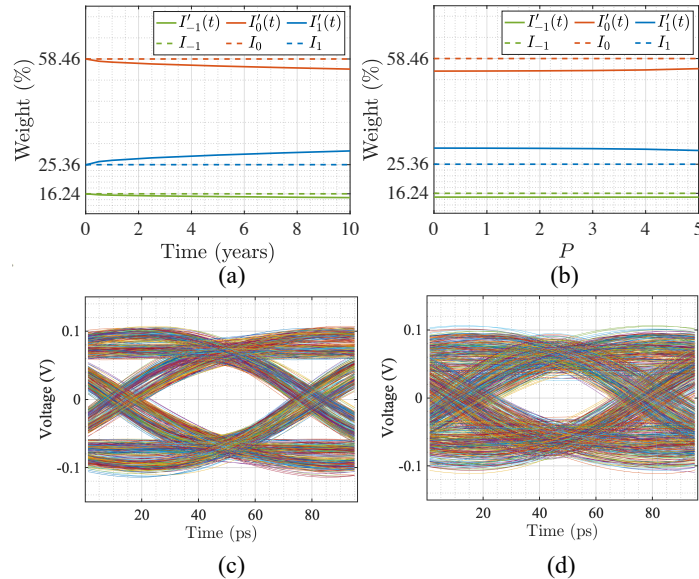 I′₋₁(t) I′₀(t) I′₁(t)
I₋₁ I₀ I₁
58.46
25.36
16.24
Weight (%)
0 2 4 6 8 10
Time (years)
(a)
I′₋₁(t) I′₀(t) I′₁(t)
I₋₁ I₀ I₁
58.46
25.36
16.24
Weight (%)
0 1 2 3 4 5
P
(b)
0.1
0
-0.1
Voltage (V)
20 40 60 80
Time (ps)
(c)
0.1
0
-0.1
Voltage (V)
20 40 60 80
Time (ps)
(d)